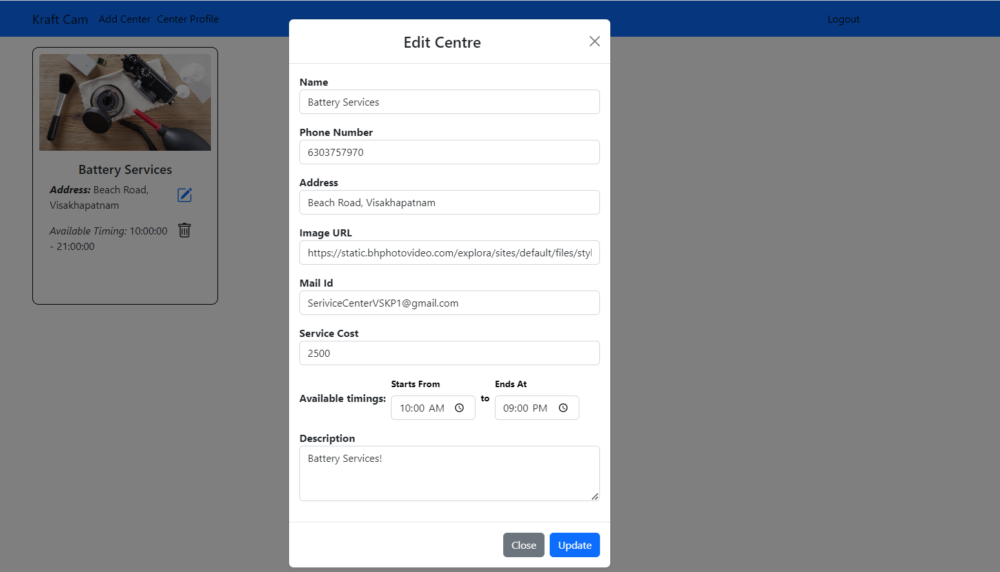 Kraft Cam Add Center Center Profile Logout
Battery Services
Address: Beach Road,
Visakhapatnam
Available Timing: 10:00:00
- 21:00:00
Edit Centre
Name
Battery Services
Phone Number
6303757970
Address
Beach Road, Visakhapatnam
Image URL
https://static.bhphotovideo.com/explora/sites/default/files/styl
Mail Id
SeriviceCenterVSKP1@gmail.com
Service Cost
2500
Starts From Ends At
Available timings: 10:00 AM to 09:00 PM
Description
Battery Services!
Close Update